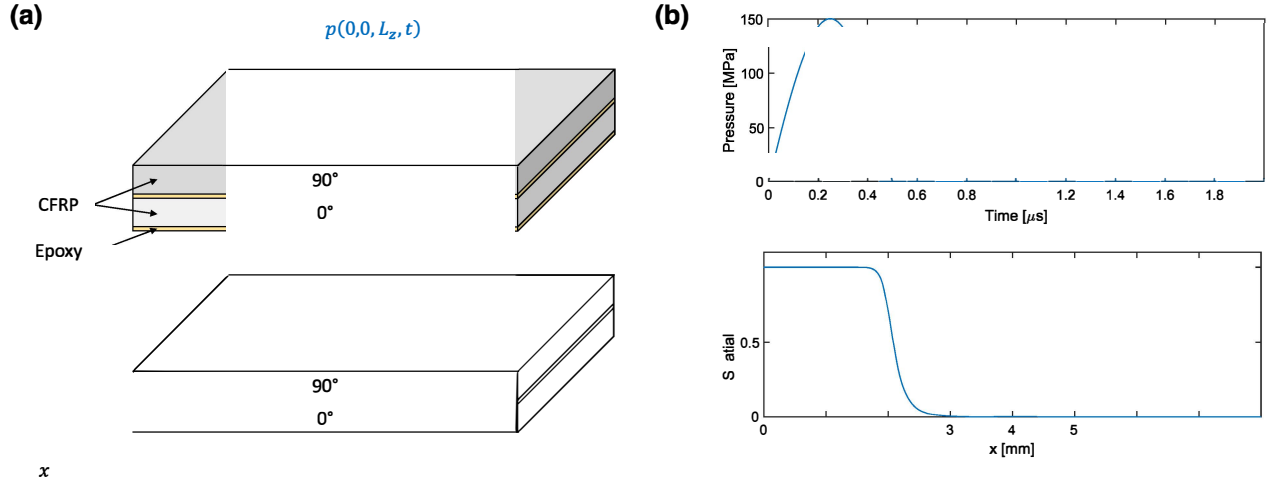 (a)
p(0,0,L_z,t)
90°
0°
CFRP
Epoxy
90°
0°
x
(b)
150
100
50
0
Pressure [MPa]
0 0.2 0.4 0.6 0.8 1 1.2 1.4 1.6 1.8
Time [μs]
0.5
0
S atial
0 3 4 5
x [mm]